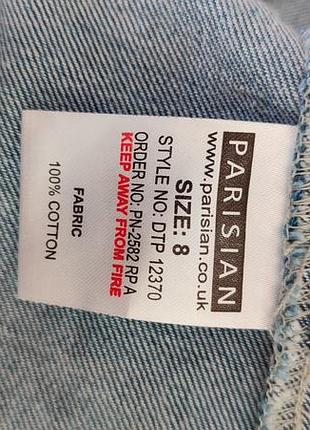 PARISIAN
www.parisian.co.uk
SIZE: 8
STYLE NO: DTP 12370
ORDER NO: PN-2582 RP A
KEEP AWAY FROM FIRE
FABRIC
100% COTTON